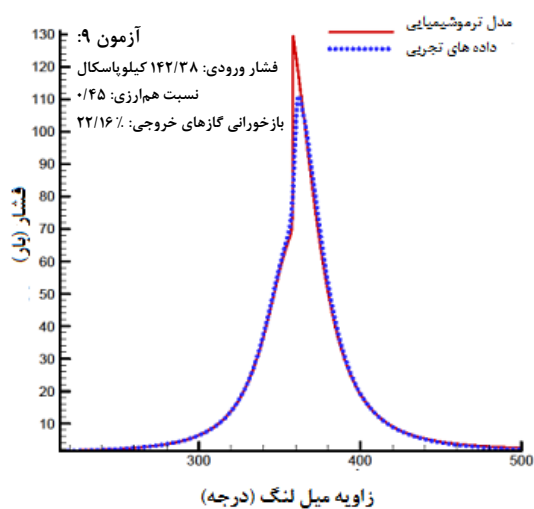 مدل ترموشیمیایی
داده های تجربی
آزمون ۹:
فشار ورودی: ۱۴۲/۳۸ کیلوپاسکال
نسبت هم‌ارزی: ۰/۴۵
بازخورانی گازهای خروجی: ٪ ۲۲/۱۶
فشار (بار)
130
120
110
100
90
80
70
60
50
40
30
20
10
300
400
500
زاویه میل لنگ (درجه)